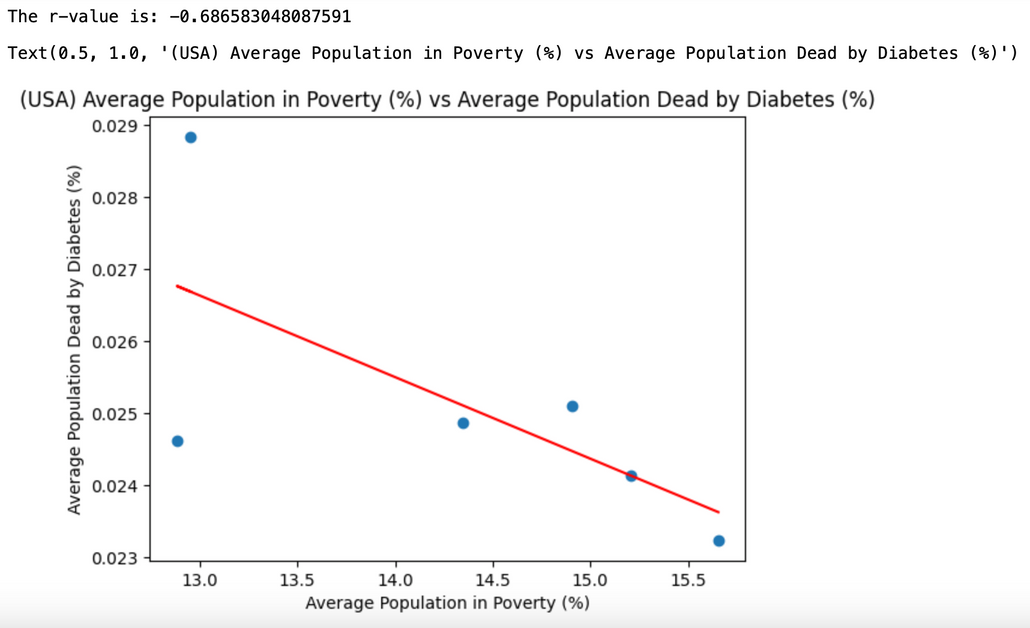 The r-value is: -0.686583048087591
Text(0.5, 1.0, '(USA) Average Population in Poverty (%) vs Average Population Dead by Diabetes (%)')
(USA) Average Population in Poverty (%) vs Average Population Dead by Diabetes (%)
Average Population Dead by Diabetes (%)
0.029
0.028
0.027
0.026
0.025
0.024
0.023
13.0 13.5 14.0 14.5 15.0 15.5
Average Population in Poverty (%)